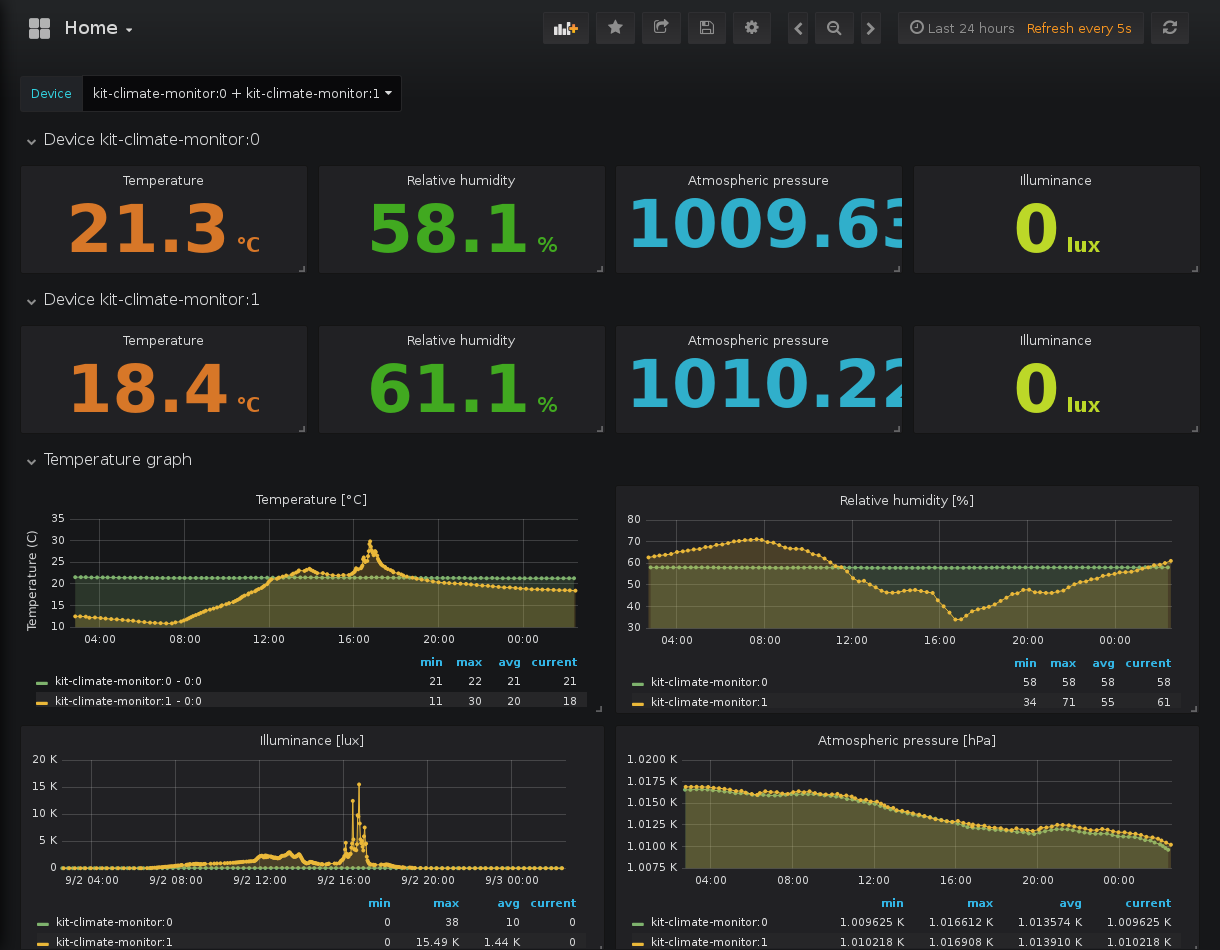 Home
Last 24 hours Refresh every 5s
Device kit-climate-monitor:0 + kit-climate-monitor:1
Device kit-climate-monitor:0
Temperature Relative humidity Atmospheric pressure Illuminance
21.3 °C 58.1 % 1009.63 0 lux
Device kit-climate-monitor:1
Temperature Relative humidity Atmospheric pressure Illuminance
18.4 °C 61.1 % 1010.22 0 lux
Temperature graph
Temperature [°C]
Temperature (C)
35
30
25
20
15
10
04:00 08:00 12:00 16:00 20:00 00:00
min max avg current
kit-climate-monitor:0 - 0:0 21 22 21 21
kit-climate-monitor:1 - 0:0 11 30 20 18
Relative humidity [%]
80
70
60
50
40
30
04:00 08:00 12:00 16:00 20:00 00:00
min max avg current
kit-climate-monitor:0 58 58 58 58
kit-climate-monitor:1 34 71 55 61
Illuminance [lux]
20 K
15 K
10 K
5 K
0
9/2 04:00 9/2 08:00 9/2 12:00 9/2 16:00 9/2 20:00 9/3 00:00
min max avg current
kit-climate-monitor:0 0 38 10 0
kit-climate-monitor:1 0 15.49 K 1.44 K 0
Atmospheric pressure [hPa]
1.0200 K
1.0175 K
1.0150 K
1.0125 K
1.0100 K
1.0075 K
04:00 08:00 12:00 16:00 20:00 00:00
min max avg current
kit-climate-monitor:0 1.009625 K 1.016612 K 1.013574 K 1.009625 K
kit-climate-monitor:1 1.010218 K 1.016908 K 1.013910 K 1.010218 K